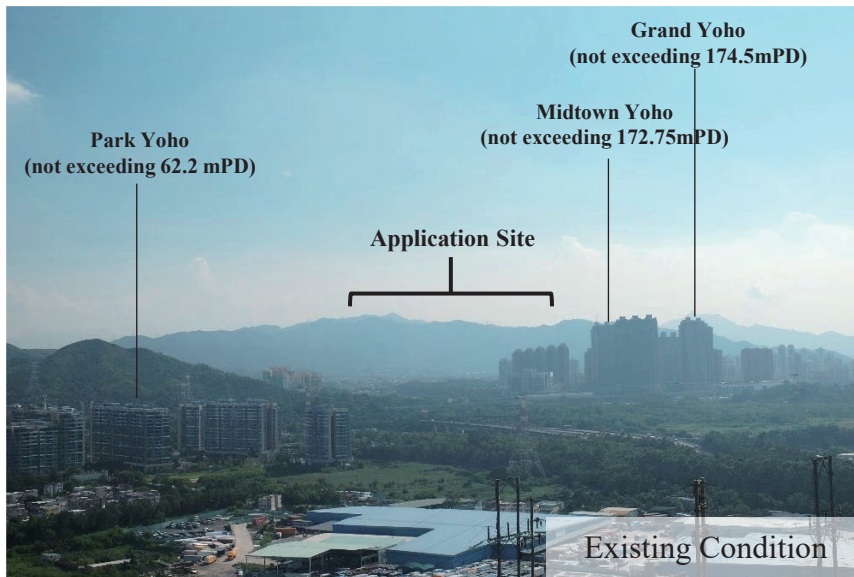 Grand Yoho
(not exceeding 174.5mPD)
Midtown Yoho
(not exceeding 172.75mPD)
Park Yoho
(not exceeding 62.2 mPD)
Application Site
Existing Condition